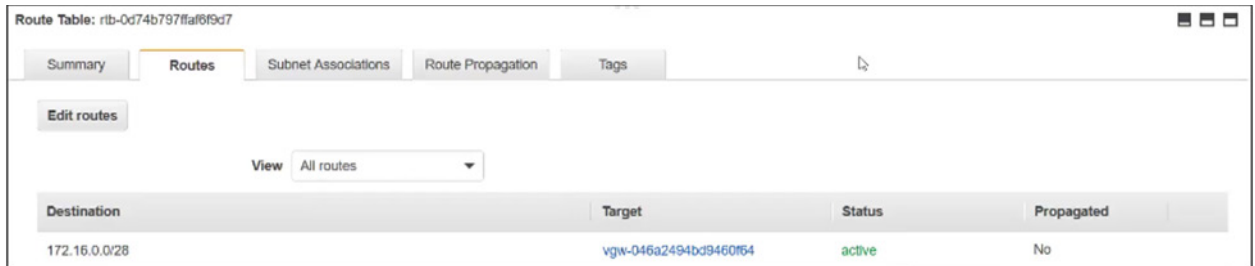 Route Table: rtb-0d74b797ffaf6f9d7
Summary Routes Subnet Associations Route Propagation Tags
Edit routes
View All routes
Destination Target Status Propagated
172.16.0.0/28 vgw-046a2494bd9460f64 active No